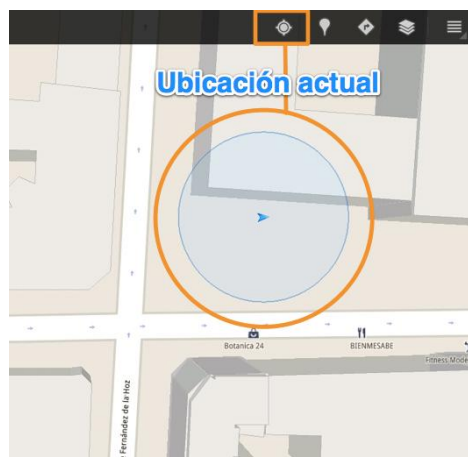 Ubicación actual
Botanica 24
BIENMESABE
Fitness Mode
Fernández de la Hoz